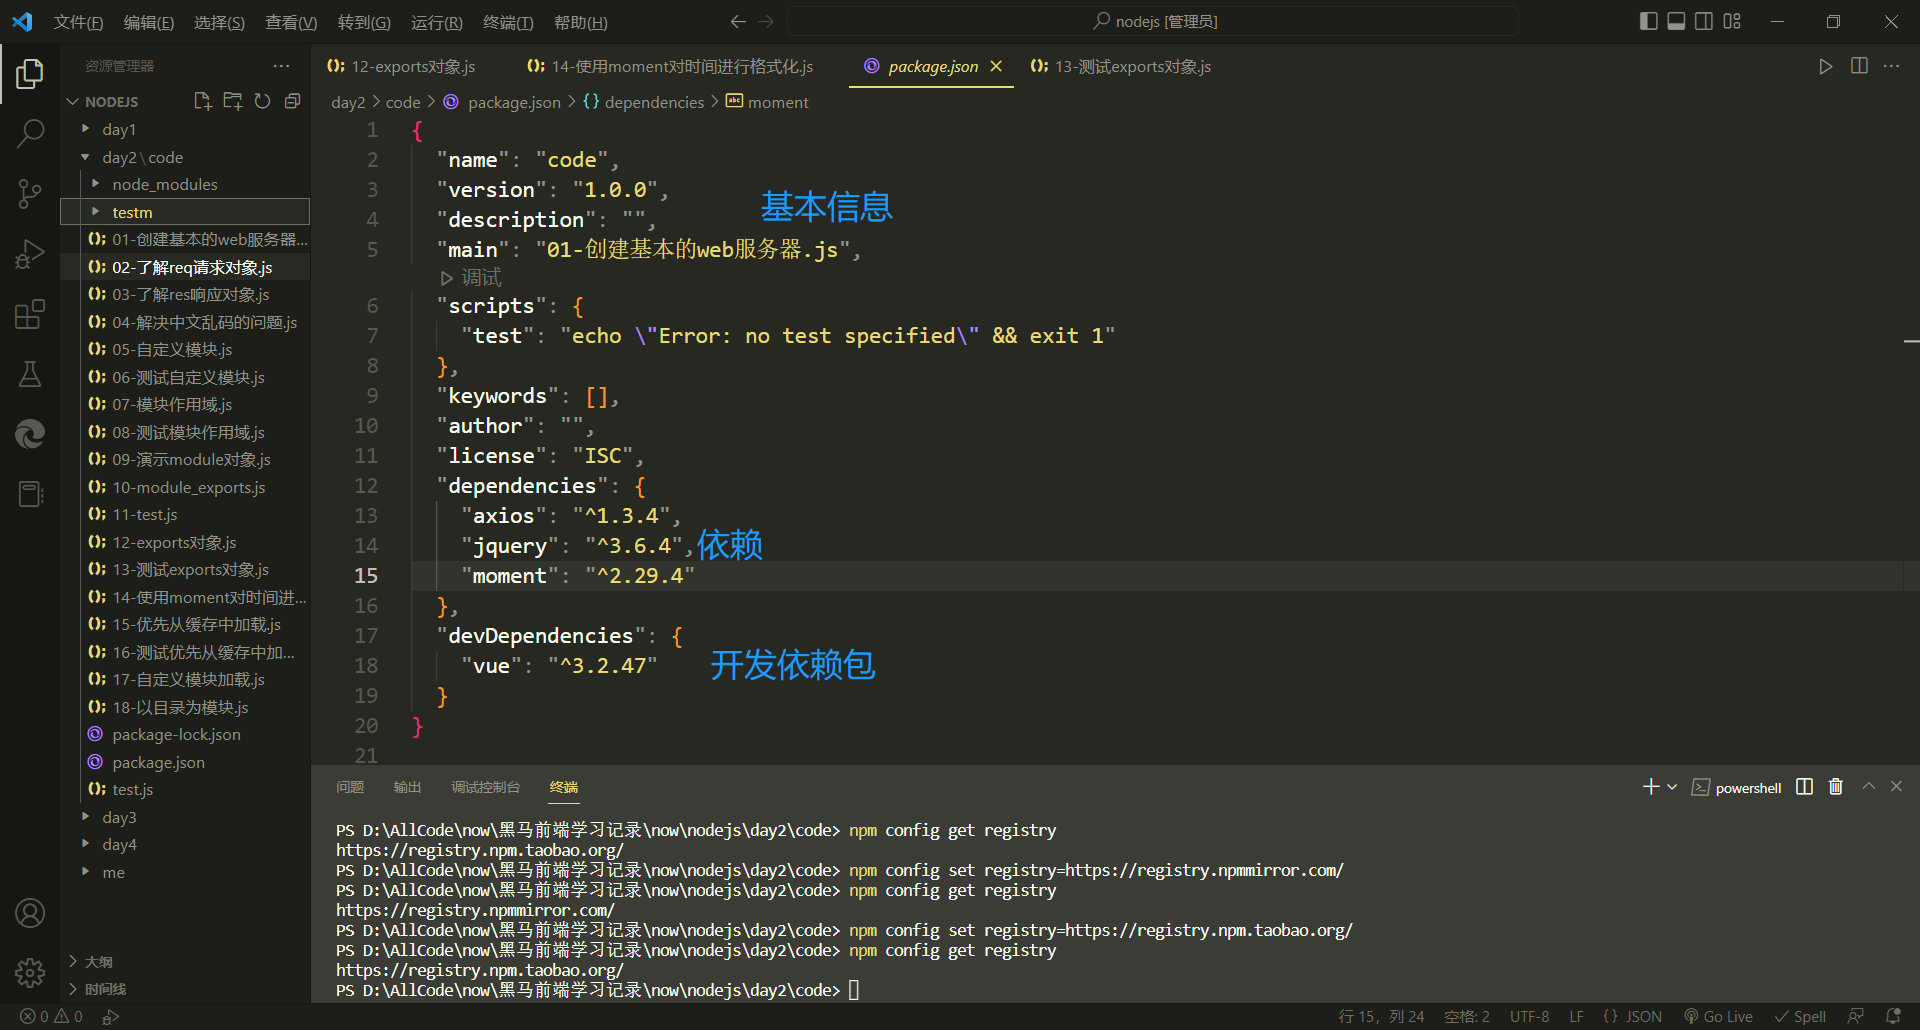 文件(F) 编辑(E) 选择(S) 查看(V) 转到(G) 运行(R) 终端(T) 帮助(H) nodejs [管理员]
资源管理器
NODEJS
day1
day2\code
node_modules
testm
01-创建基本的web服务器...
02-了解req请求对象.js
03-了解res响应对象.js
04-解决中文乱码的问题.js
05-自定义模块.js
06-测试自定义模块.js
07-模块作用域.js
08-测试模块作用域.js
09-演示module对象.js
10-module_exports.js
11-test.js
12-exports对象.js
13-测试exports对象.js
14-使用moment对时间进...
15-优先从缓存中加载.js
16-测试优先从缓存中加...
17-自定义模块加载.js
18-以目录为模块.js
package-lock.json
package.json
test.js
day3
day4
me
大纲
时间线
12-exports对象.js 14-使用moment对时间进行格式化.js package.json 13-测试exports对象.js
day2 > code > package.json > {} dependencies > abc moment
1 {
2 "name": "code",
3 "version": "1.0.0",
基本信息
4 "description": "",
5 "main": "01-创建基本的web服务器.js",
调试
6 "scripts": {
7 "test": "echo \"Error: no test specified\" && exit 1"
8 },
9 "keywords": [],
10 "author": "",
11 "license": "ISC",
12 "dependencies": {
13 "axios": "^1.3.4",
14 "jquery": "^3.6.4", 依赖
15 "moment": "^2.29.4"
16 },
17 "devDependencies": {
18 "vue": "^3.2.47" 开发依赖包
19 }
20 }
21
问题 输出 调试控制台 终端 powershell
PS D:\AllCode\now\黑马前端学习记录\now\nodejs\day2\code> npm config get registry
https://registry.npm.taobao.org/
PS D:\AllCode\now\黑马前端学习记录\now\nodejs\day2\code> npm config set registry=https://registry.npmmirror.com/
PS D:\AllCode\now\黑马前端学习记录\now\nodejs\day2\code> npm config get registry
https://registry.npmmirror.com/
PS D:\AllCode\now\黑马前端学习记录\now\nodejs\day2\code> npm config set registry=https://registry.npm.taobao.org/
PS D:\AllCode\now\黑马前端学习记录\now\nodejs\day2\code> npm config get registry
https://registry.npm.taobao.org/
PS D:\AllCode\now\黑马前端学习记录\now\nodejs\day2\code>
0 0 行 15, 列 24 空格: 2 UTF-8 LF {} JSON Go Live Spell